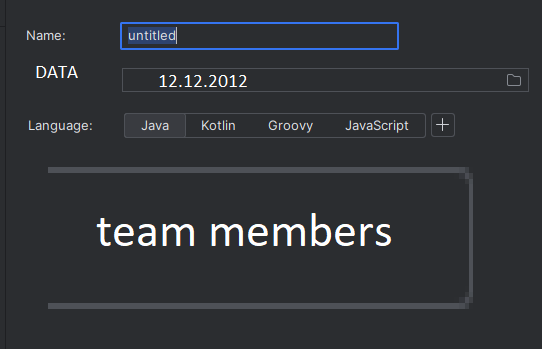 Name: untitled
DATA 12.12.2012
Language: Java Kotlin Groovy JavaScript +
team members